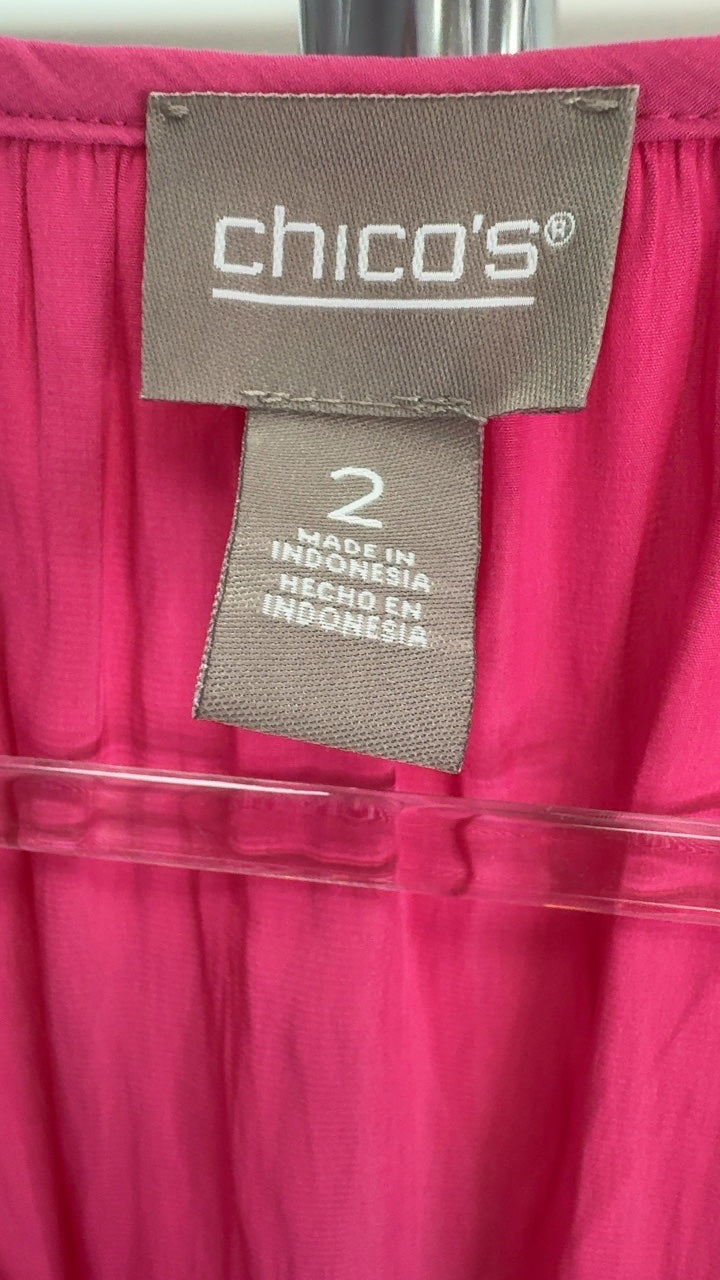 chico's®
2
MADE IN
INDONESIA
HECHO EN
INDONESIA